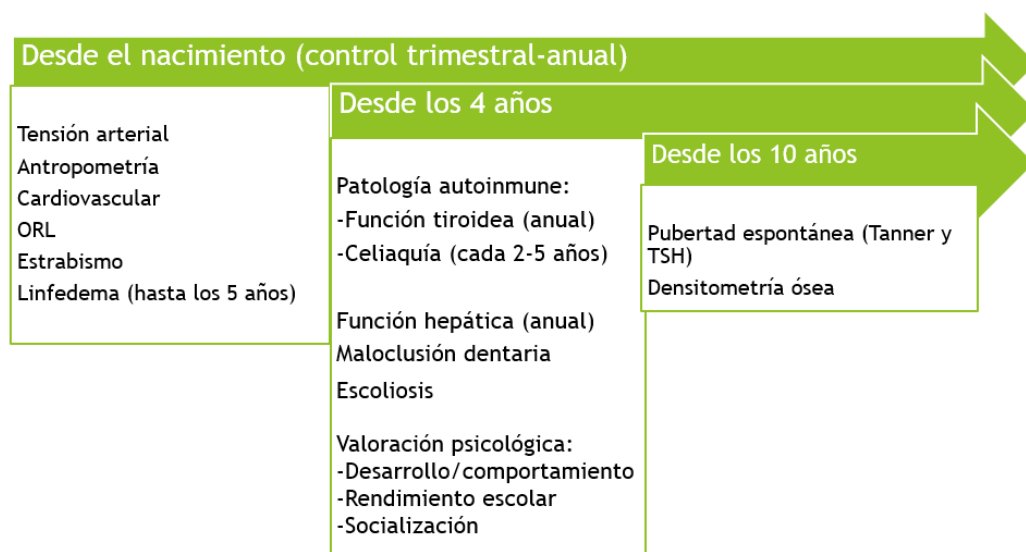 Desde el nacimiento (control trimestral-anual)
Tensión arterial
Antropometría
Cardiovascular
ORL
Estrabismo
Linfedema (hasta los 5 años)
Desde los 4 años
Patología autoinmune:
-Función tiroidea (anual)
-Celiaquía (cada 2-5 años)
Función hepática (anual)
Maloclusión dentaria
Escoliosis
Valoración psicológica:
-Desarrollo/comportamiento
-Rendimiento escolar
-Socialización
Desde los 10 años
Pubertad espontánea (Tanner y
TSH)
Densitometría ósea